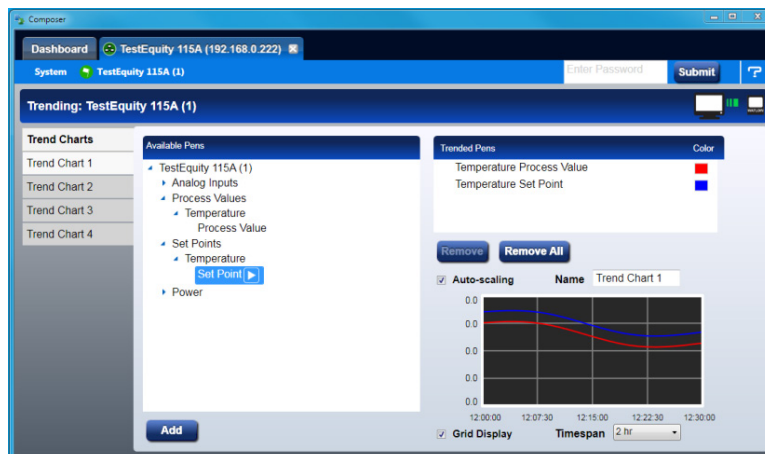 Composer
Dashboard TestEquity 115A (192.168.0.222)
System TestEquity 115A (1) Enter Password Submit ?
Trending: TestEquity 115A (1)
Trend Charts
Trend Chart 1
Trend Chart 2
Trend Chart 3
Trend Chart 4
Available Pens
TestEquity 115A (1)
Analog Inputs
Process Values
Temperature
Process Value
Set Points
Temperature
Set Point
Power
Add
Trended Pens Color
Temperature Process Value
Temperature Set Point
Remove Remove All
Auto-scaling Name Trend Chart 1
0.0
0.0
0.0
0.0
0.0
12:00:00 12:07:30 12:15:00 12:22:30 12:30:00
Grid Display Timespan 2 hr